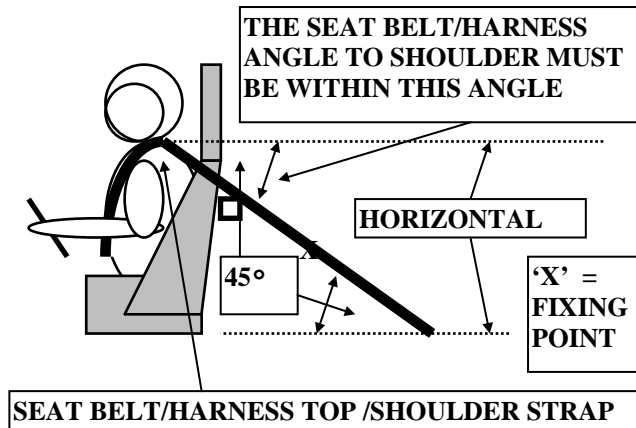 THE SEAT BELT/HARNESS
ANGLE TO SHOULDER MUST
BE WITHIN THIS ANGLE
HORIZONTAL
X
45°
‘X’ =
FIXING
POINT
SEAT BELT/HARNESS TOP /SHOULDER STRAP